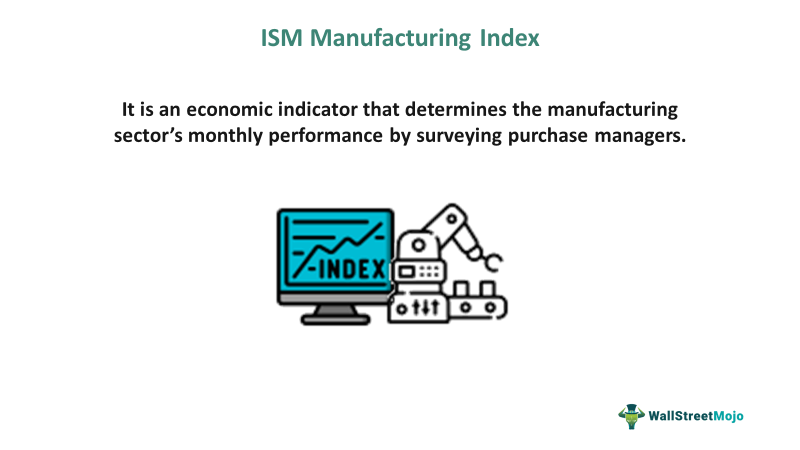 ISM Manufacturing Index
It is an economic indicator that determines the manufacturing
sector’s monthly performance by surveying purchase managers.
INDEX
WallStreetMojo